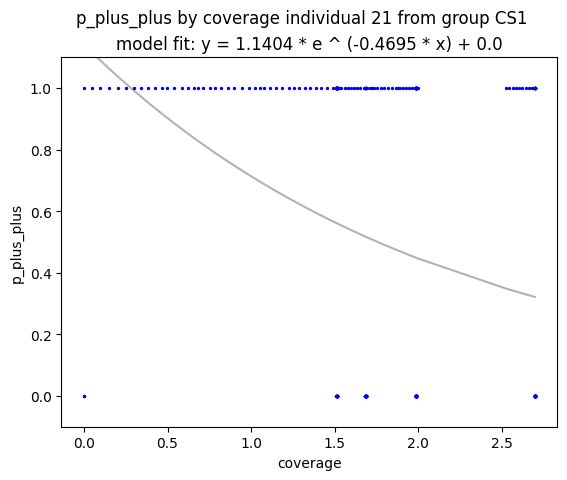 p_plus_plus by coverage individual 21 from group CS1
model fit: y = 1.1404 * e ^ (-0.4695 * x) + 0.0
1.0
0.8
0.6
0.4
0.2
0.0
p_plus_plus
0.0 0.5 1.0 1.5 2.0 2.5
coverage